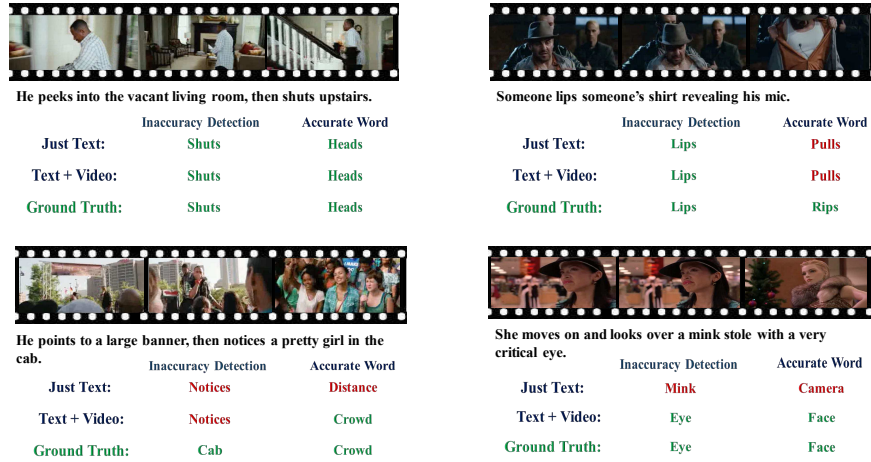 He peeks into the vacant living room, then shuts upstairs.
Inaccuracy Detection Accurate Word
Just Text: Shuts Heads
Text + Video: Shuts Heads
Ground Truth: Shuts Heads
Someone lips someone's shirt revealing his mic.
Inaccuracy Detection Accurate Word
Just Text: Lips Pulls
Text + Video: Lips Pulls
Ground Truth: Lips Rips
He points to a large banner, then notices a pretty girl in the
cab.
Inaccuracy Detection Accurate Word
Just Text: Notices Distance
Text + Video: Notices Crowd
Ground Truth: Cab Crowd
She moves on and looks over a mink stole with a very
critical eye.
Inaccuracy Detection Accurate Word
Just Text: Mink Camera
Text + Video: Eye Face
Ground Truth: Eye Face